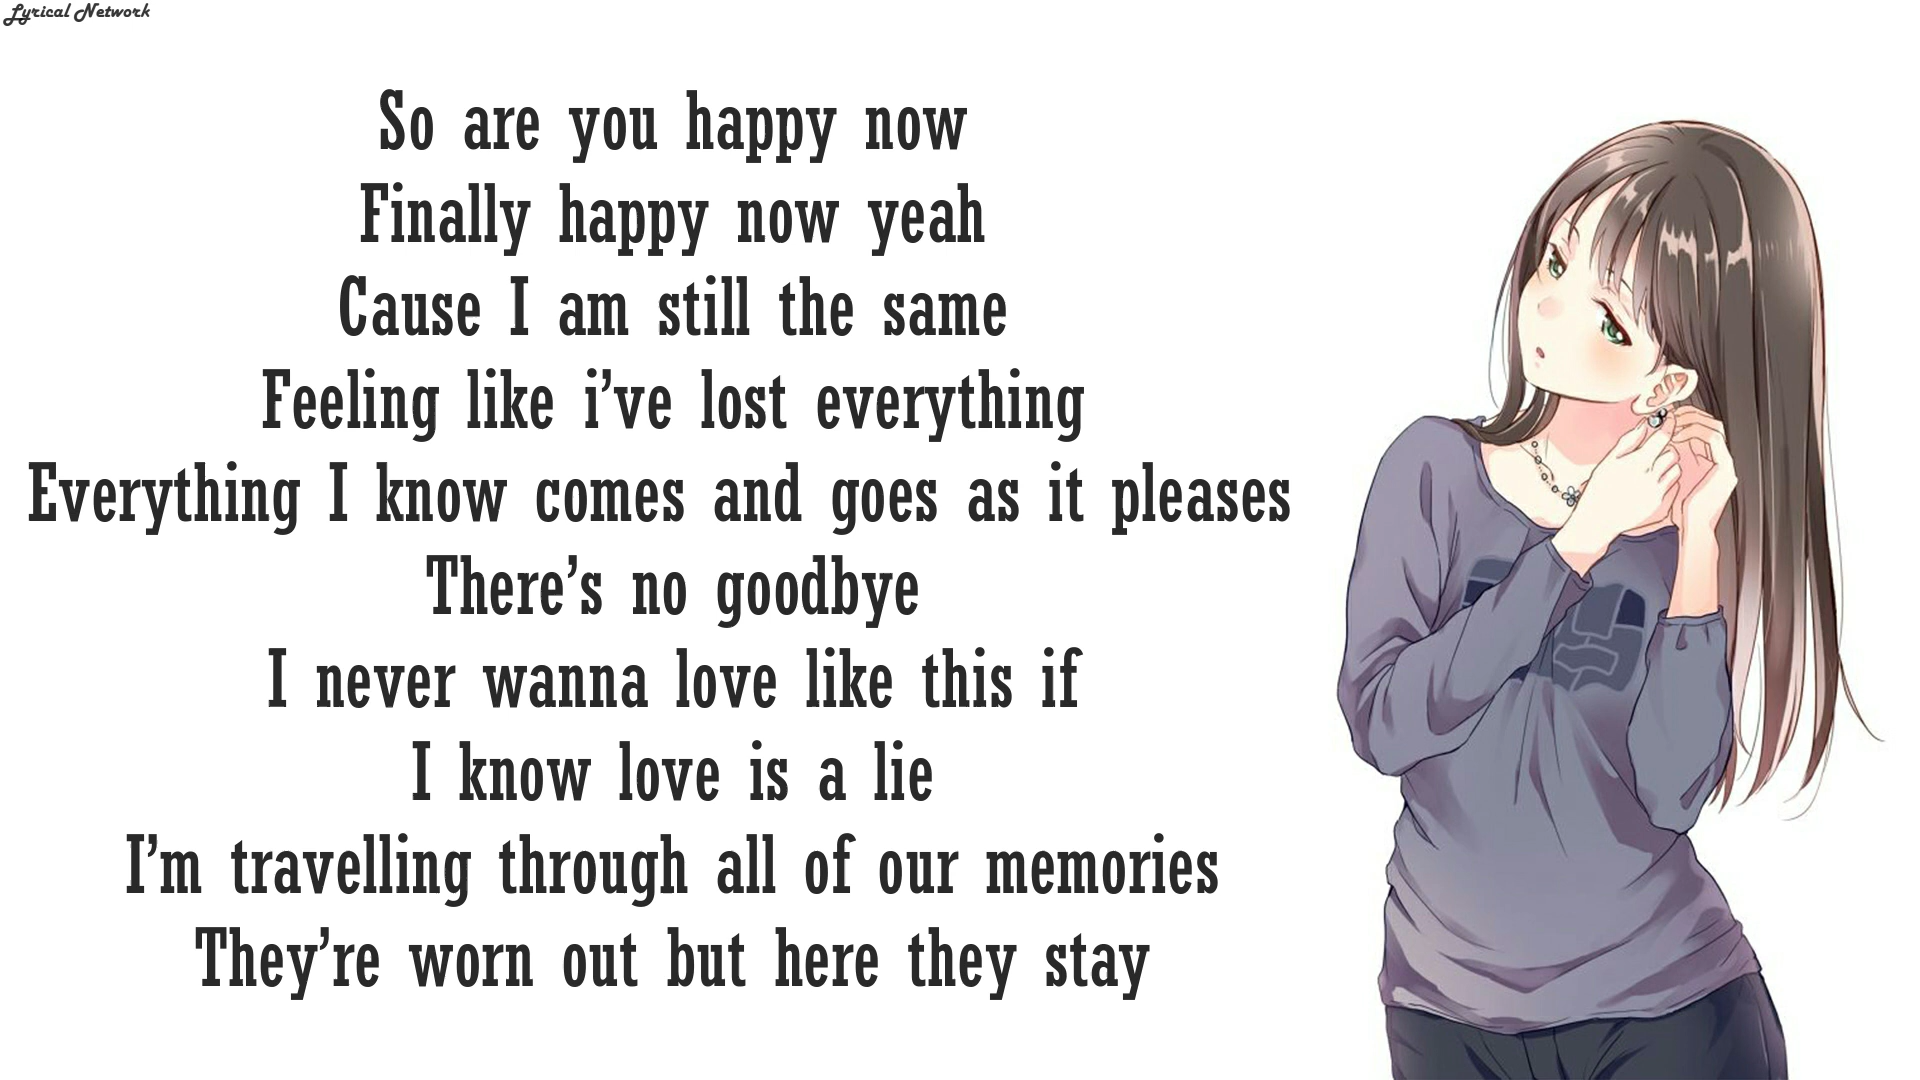 Lyrical Network
So are you happy now
Finally happy now yeah
Cause I am still the same
Feeling like i've lost everything
Everything I know comes and goes as it pleases
There's no goodbye
I never wanna love like this if
I know love is a lie
I'm travelling through all of our memories
They're worn out but here they stay